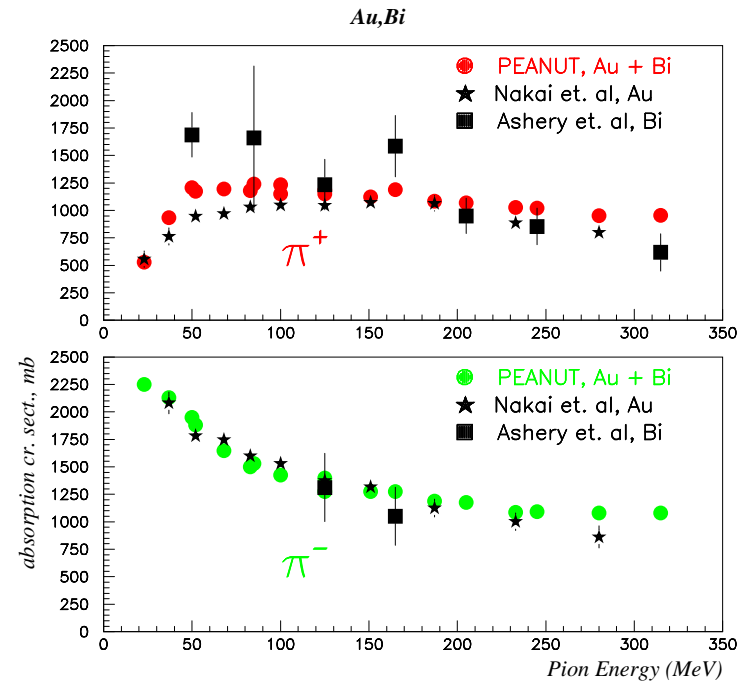 Au,Bi
2500
2250
2000
1750
1500
1250
1000
750
500
250
0
PEANUT, Au + Bi
Nakai et. al, Au
Ashery et. al, Bi
π+
0 50 100 150 200 250 300 350
absorption cr. sect., mb
2500
2250
2000
1750
1500
1250
1000
750
500
250
0
PEANUT, Au + Bi
Nakai et. al, Au
Ashery et. al, Bi
π−
0 50 100 150 200 250 300 350
Pion Energy (MeV)